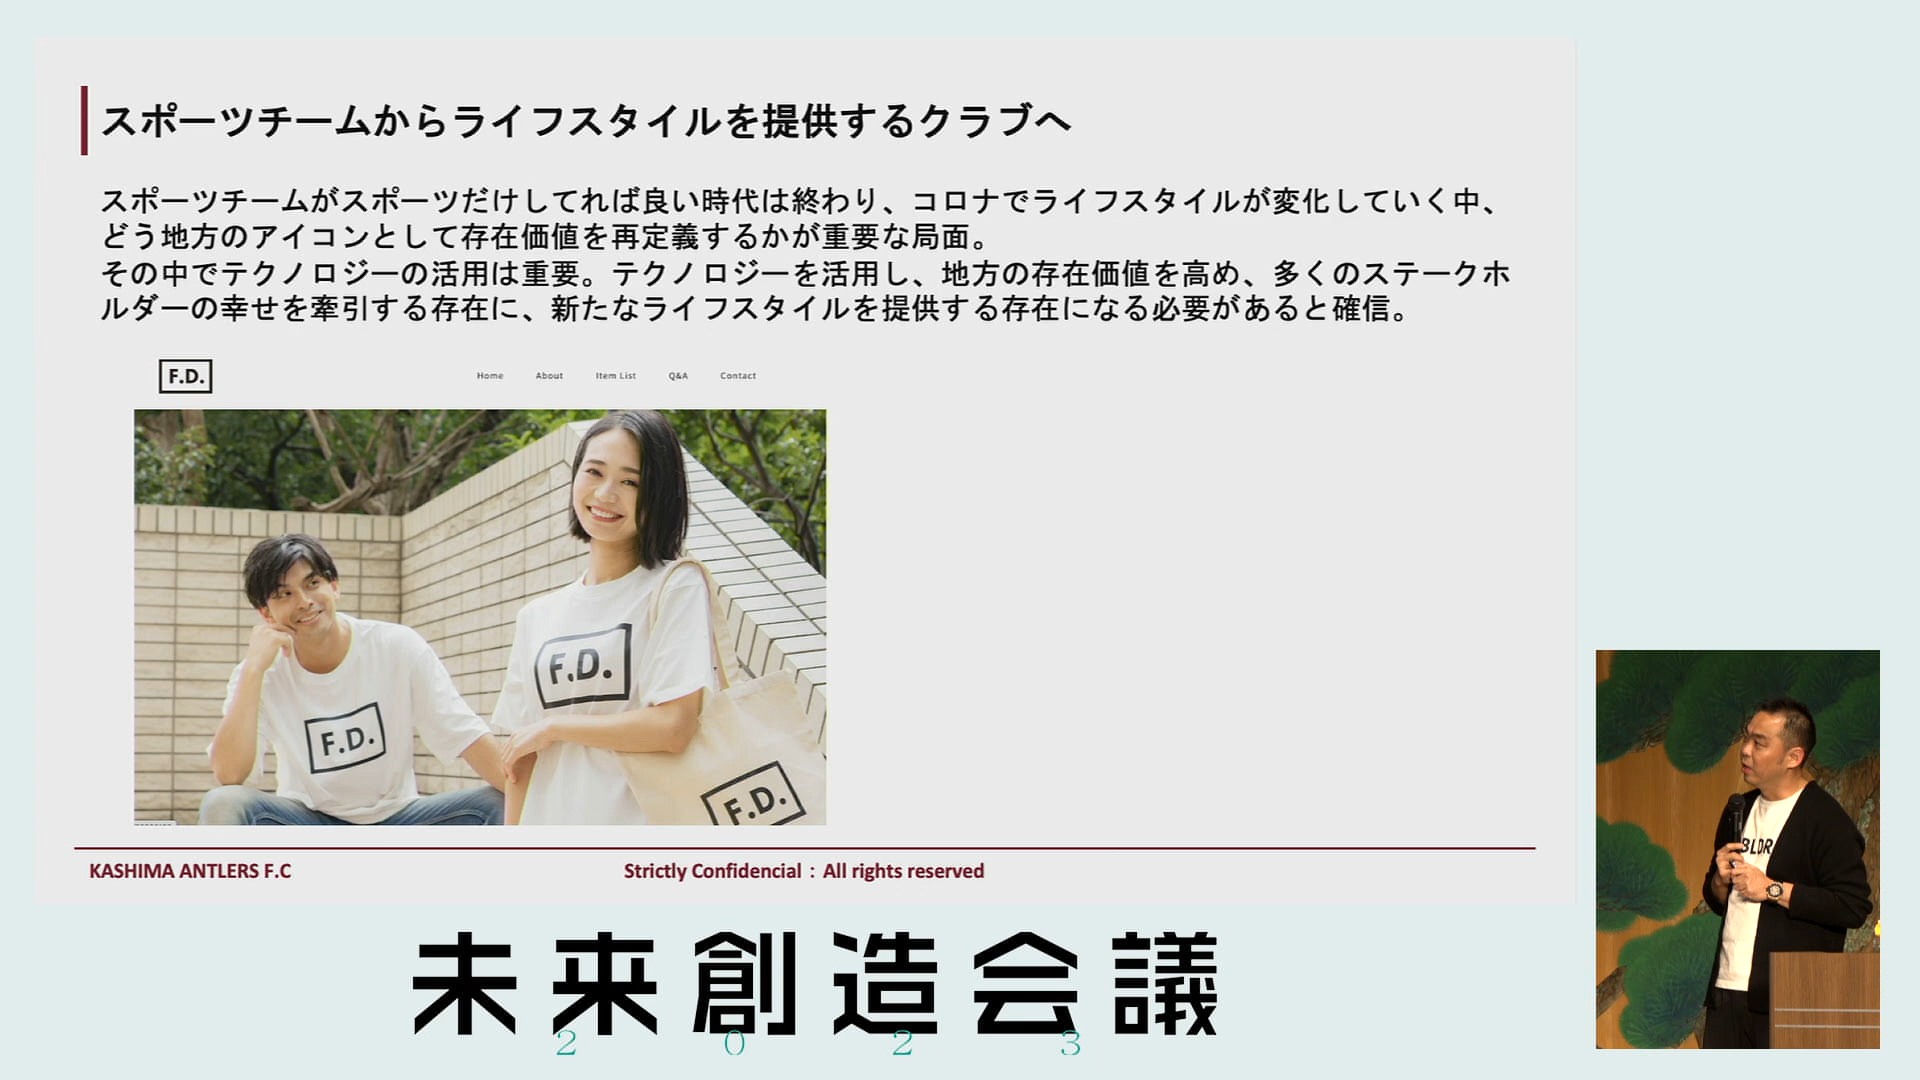 スポーツチームからライフスタイルを提供するクラブへ
スポーツチームがスポーツだけしてれば良い時代は終わり、コロナでライフスタイルが変化していく中、
どう地方のアイコンとして存在価値を再定義するかが重要な局面。
その中でテクノロジーの活用は重要。テクノロジーを活用し、地方の存在価値を高め、多くのステークホ
ルダーの幸せを牽引する存在に、新たなライフスタイルを提供する存在になる必要があると確信。
F.D.
Home About Item List Q&A Contact
F.D.
F.D.
F.D.
BLDR
KASHIMA ANTLERS F.C
Strictly Confidencial：All rights reserved
未来創造会議
2023